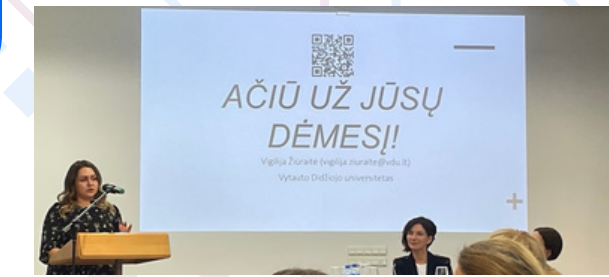 AČIŪ UŽ JŪSŲ
DĖMESĮ!
Vigilija Žiūraitė (vigilija.ziuraite@vdu.lt)
Vytauto Didžiojo universitetas